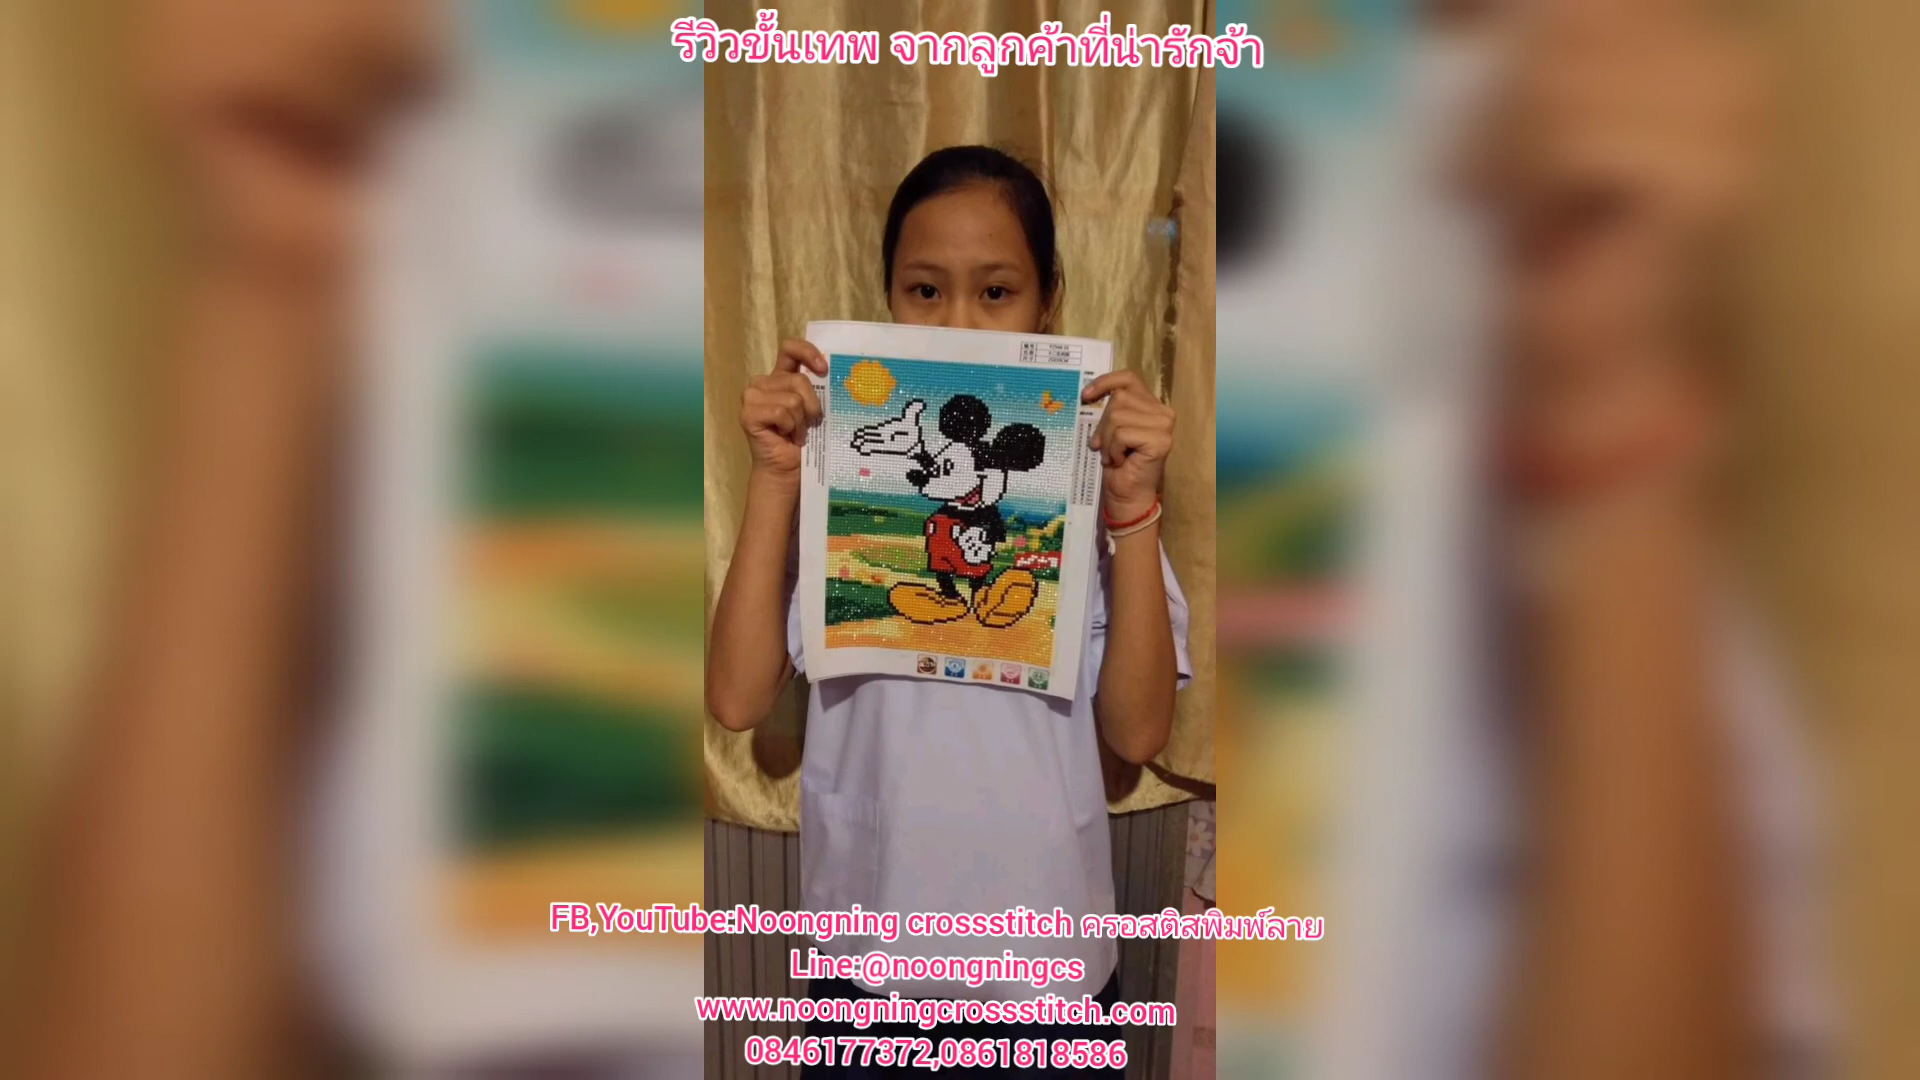 รีวิวขั้นเทพ จากลูกค้าที่น่ารักจ้า
FB,YouTube:Noongning crossstitch ครอสติสพิมพ์ลาย
Line:@noongningcs
www.noongningcrossstitch.com
0846177372,0861818586